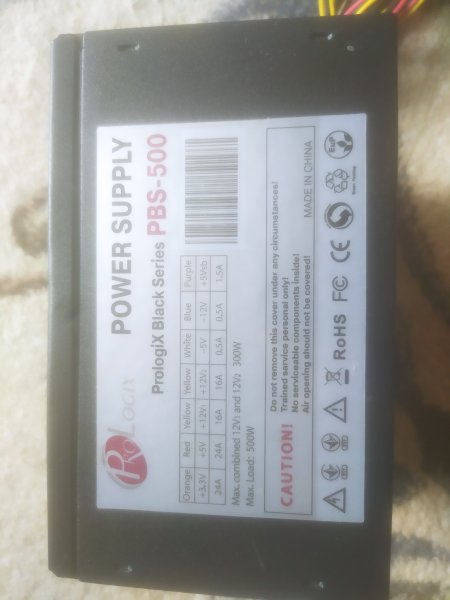 PROLOGIX
POWER SUPPLY
PrologiX Black Series PBS-500
Orange Red Yellow Yellow White Blue Purple
+3.3V +5V +12V1 +12V2 -5V -12V +5Vsb
24A 24A 16A 16A 0.5A 0.5A 1.5A
Max. combined 12V1 and 12V2 300W
Max. Load: 500W
CAUTION!
Do not remove this cover under any circumstances!
Trained service personal only!
No serviceable components inside!
Air opening should not be covered!
MADE IN CHINA
RoHS FC CE
EuP